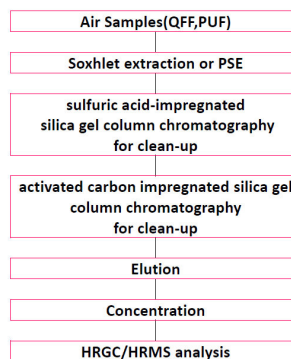 Air Samples(QFF,PUF)
Soxhlet extraction or PSE
sulfuric acid-impregnated
silica gel column chromatography
for clean-up
activated carbon impregnated silica gel
column chromatography
for clean-up
Elution
Concentration
HRGC/HRMS analysis